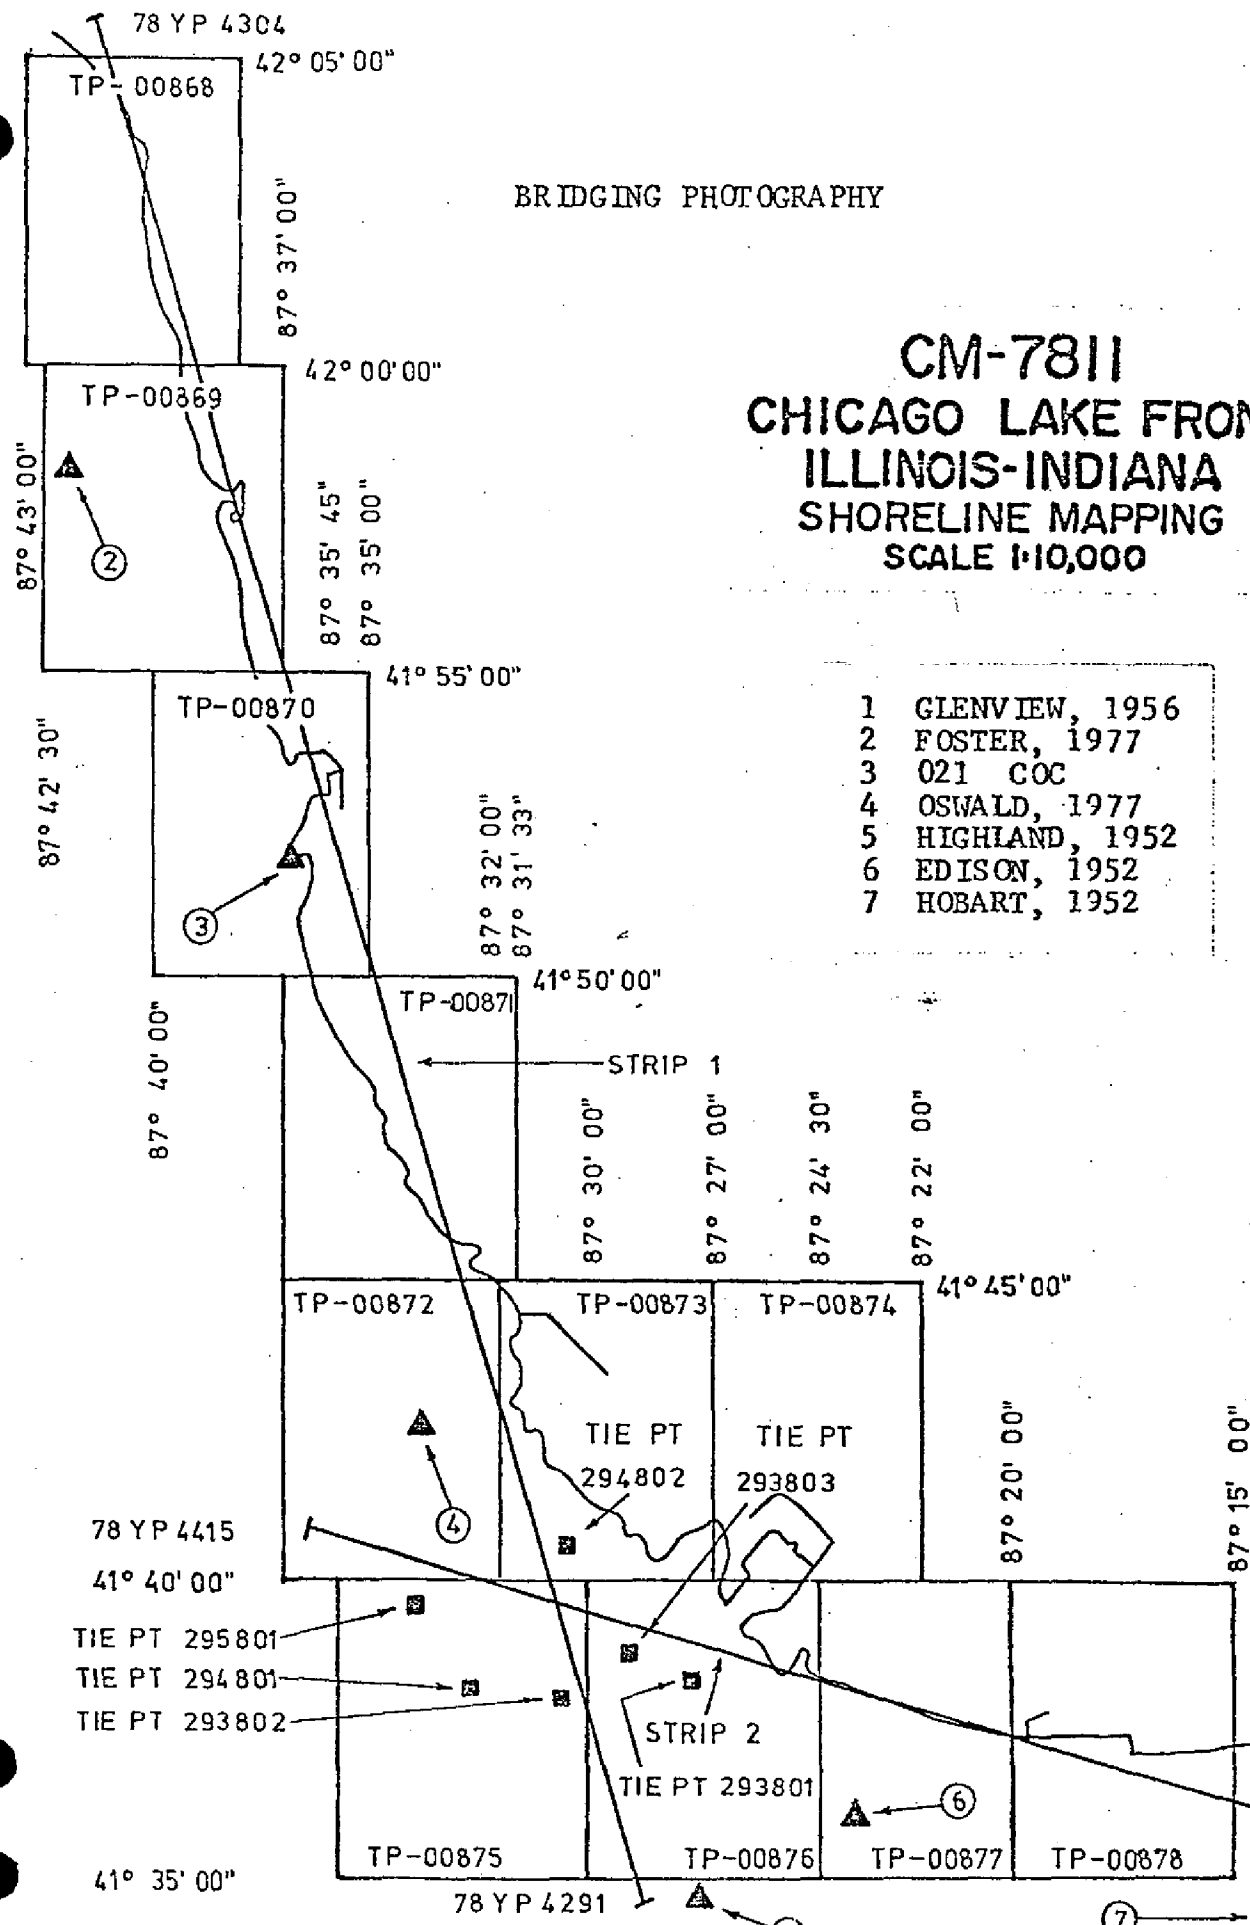 78 YP 4304
42° 05' 00"
TP-00868
87° 37' 00"
BRIDGING PHOTOGRAPHY
42° 00' 00"
TP-00869
87° 43' 00"
2
87° 35' 45"
87° 35' 00"
CM-7811
CHICAGO LAKE FRON
ILLINOIS-INDIANA
SHORELINE MAPPING
SCALE 1:10,000
41° 55' 00"
TP-00870
87° 42' 30"
3
87° 32' 00"
87° 31' 33"
1 GLENVIEW, 1956
2 FOSTER, 1977
3 021 COC
4 OSWALD, 1977
5 HIGHLAND, 1952
6 EDISON, 1952
7 HOBART, 1952
41° 50' 00"
TP-00871
87° 40' 00"
STRIP 1
87° 30' 00"
87° 27' 00"
87° 24' 30"
87° 22' 00"
41° 45' 00"
TP-00872
TP-00873
TP-00874
TIE PT
294802
TIE PT
293803
87° 20' 00"
87° 15' 00"
4
78 YP 4415
41° 40' 00"
TIE PT 295801
TIE PT 294801
TIE PT 293802
STRIP 2
TIE PT 293801
6
TP-00875
TP-00876
TP-00877
TP-00878
41° 35' 00"
78 YP 4291
7